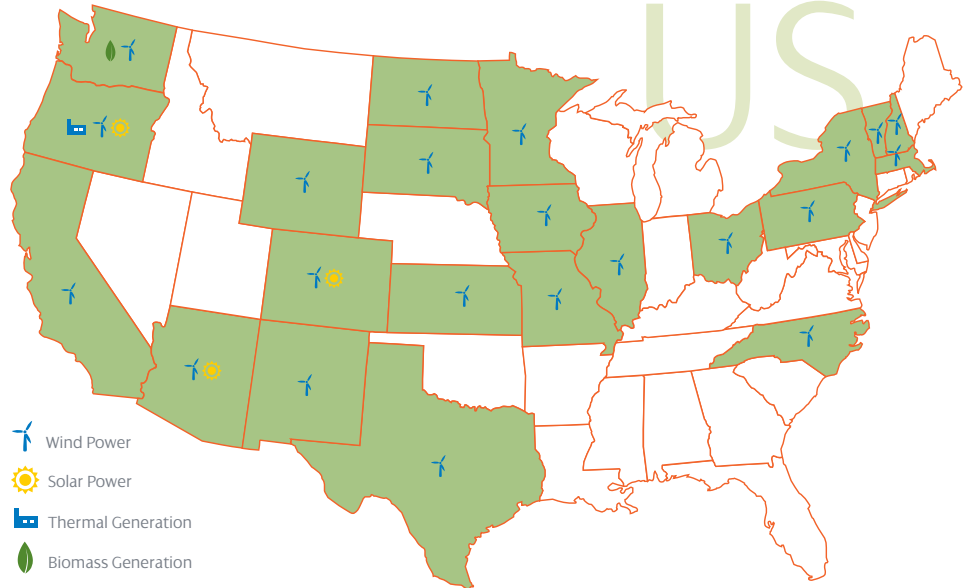 US
Wind Power
Solar Power
Thermal Generation
Biomass Generation